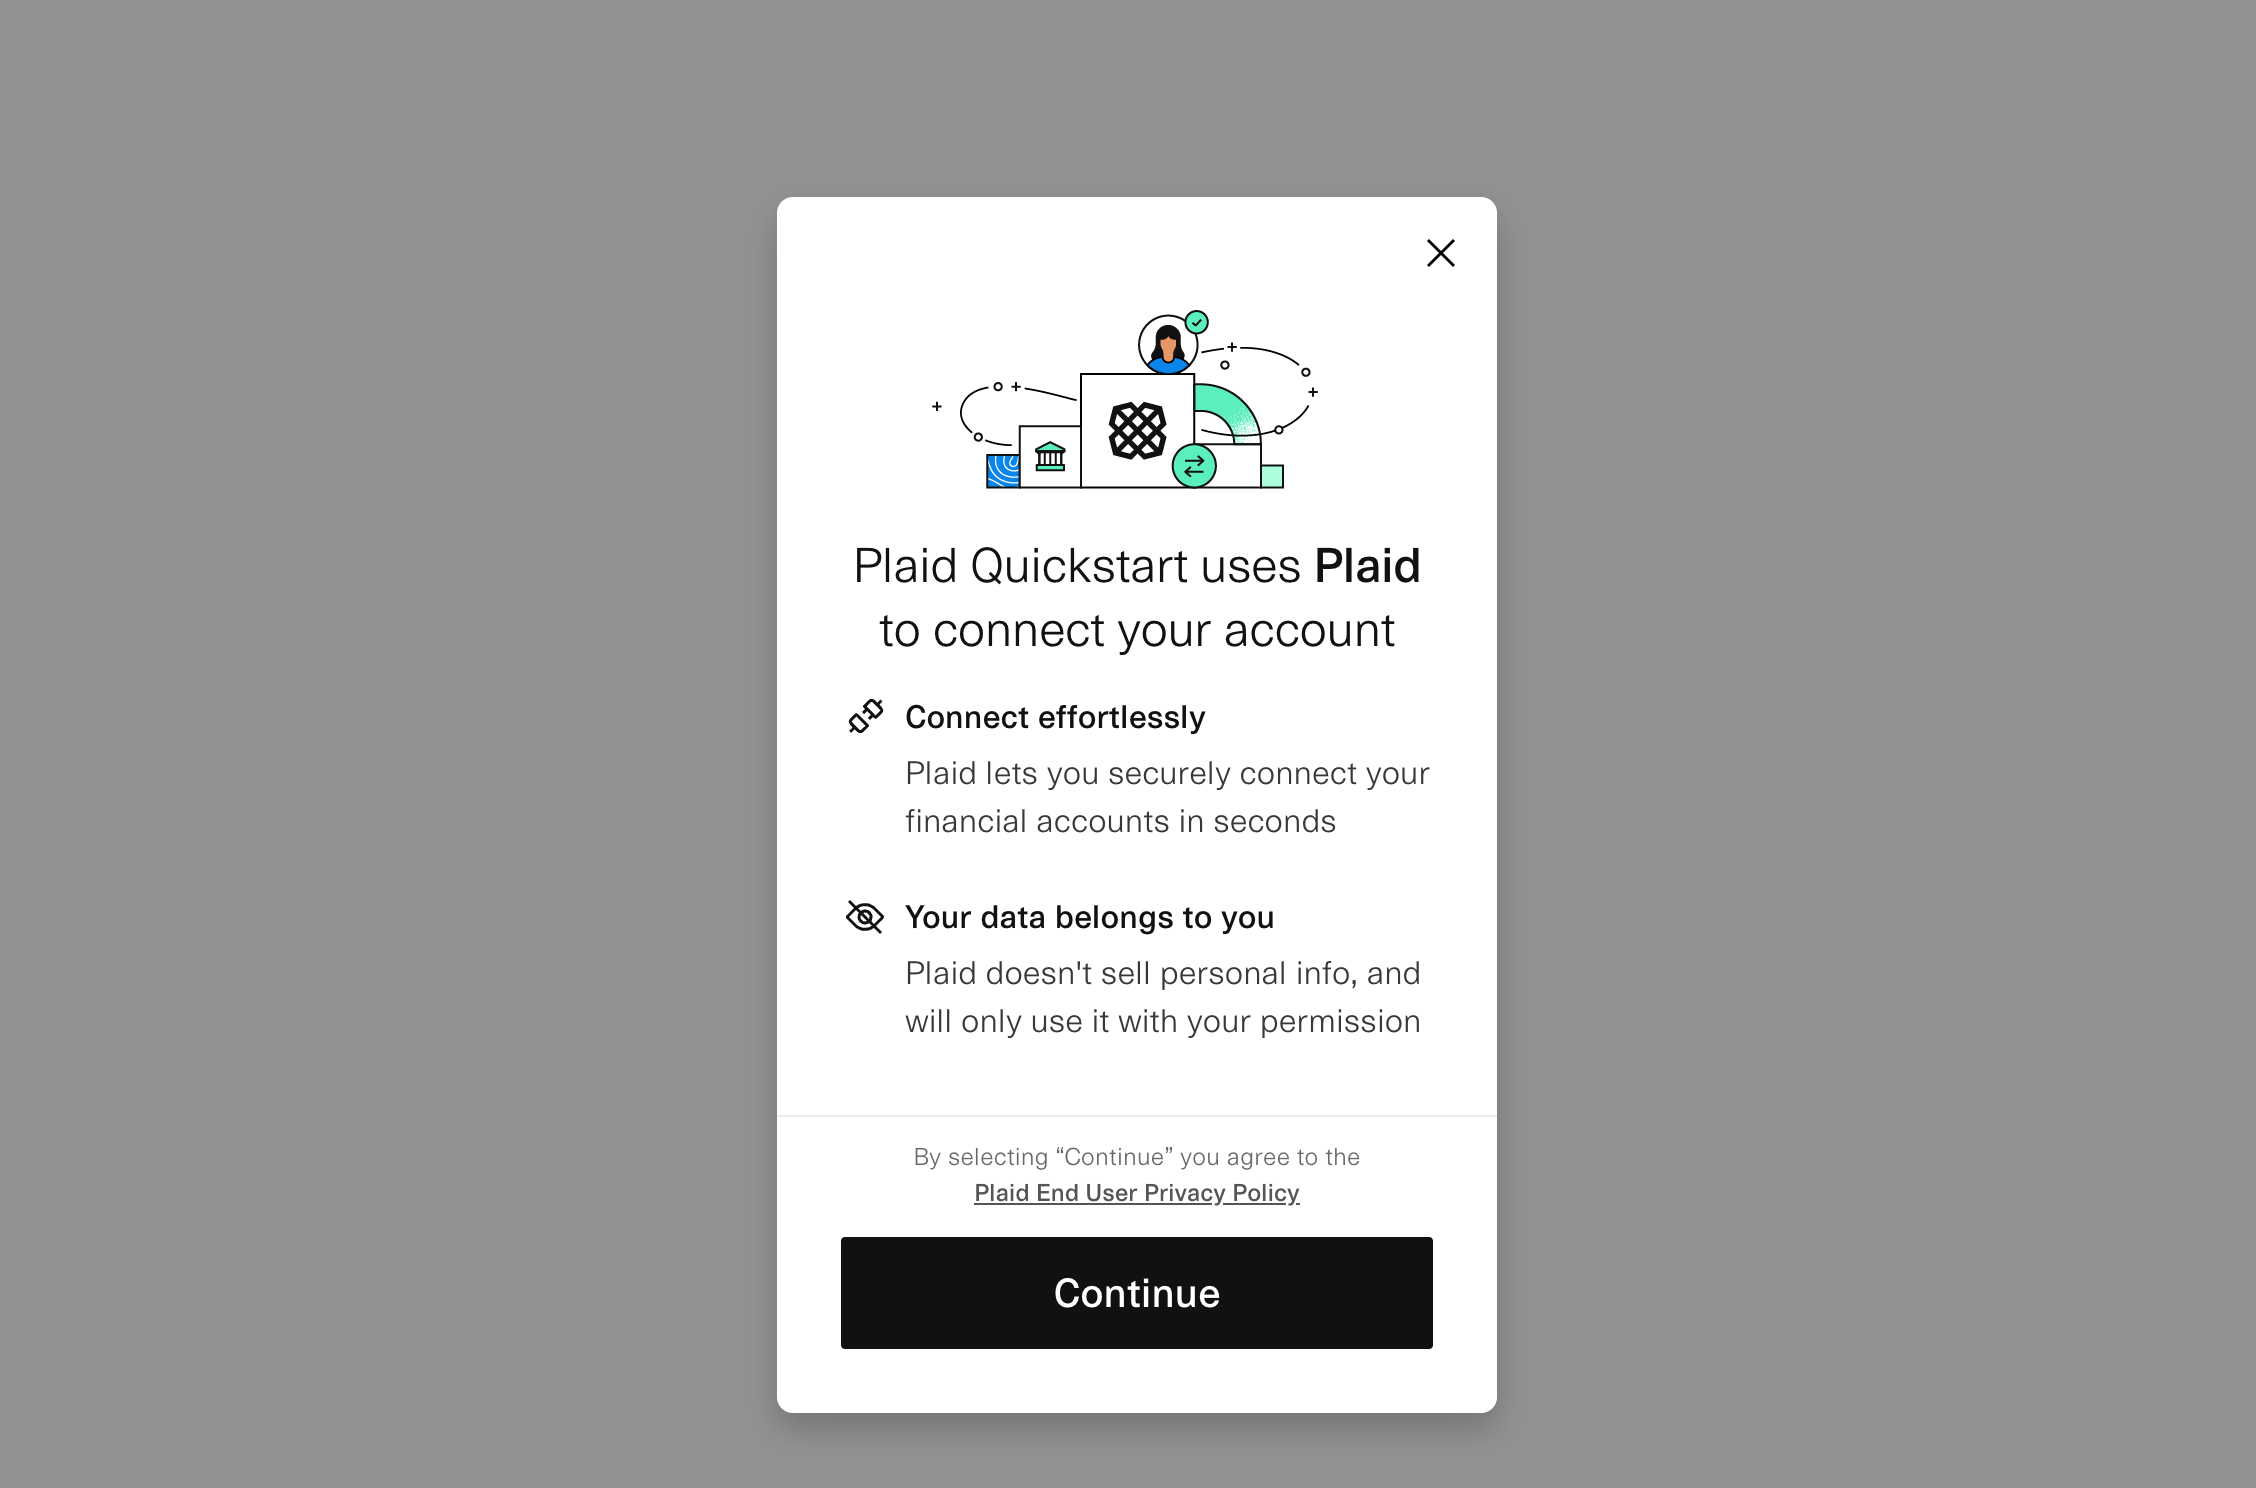 Plaid Quickstart uses Plaid
to connect your account
Connect effortlessly
Plaid lets you securely connect your
financial accounts in seconds
Your data belongs to you
Plaid doesn't sell personal info, and
will only use it with your permission
By selecting “Continue” you agree to the
Plaid End User Privacy Policy
Continue